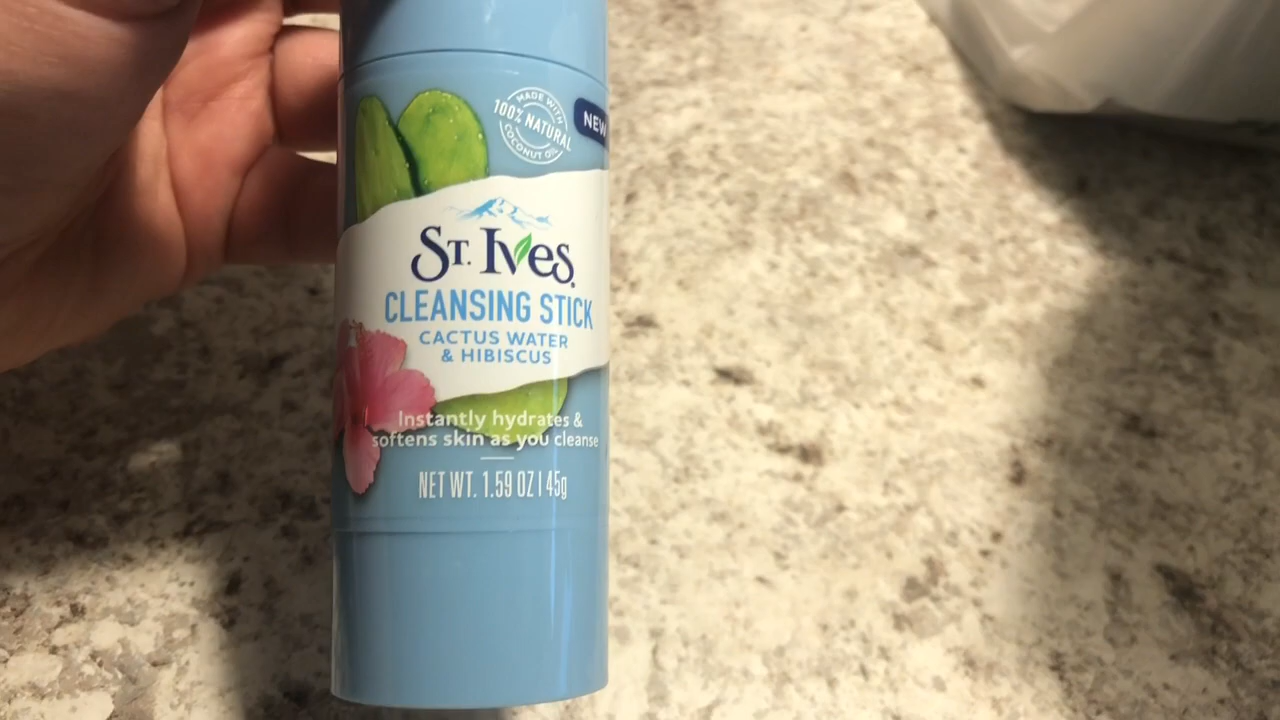 MADE WITH
100% NATURAL
COCONUT OIL
NEW
ST. IVES
CLEANSING STICK
CACTUS WATER
& HIBISCUS
Instantly hydrates &
softens skin as you cleanse
NET WT. 1.59 OZ | 45g